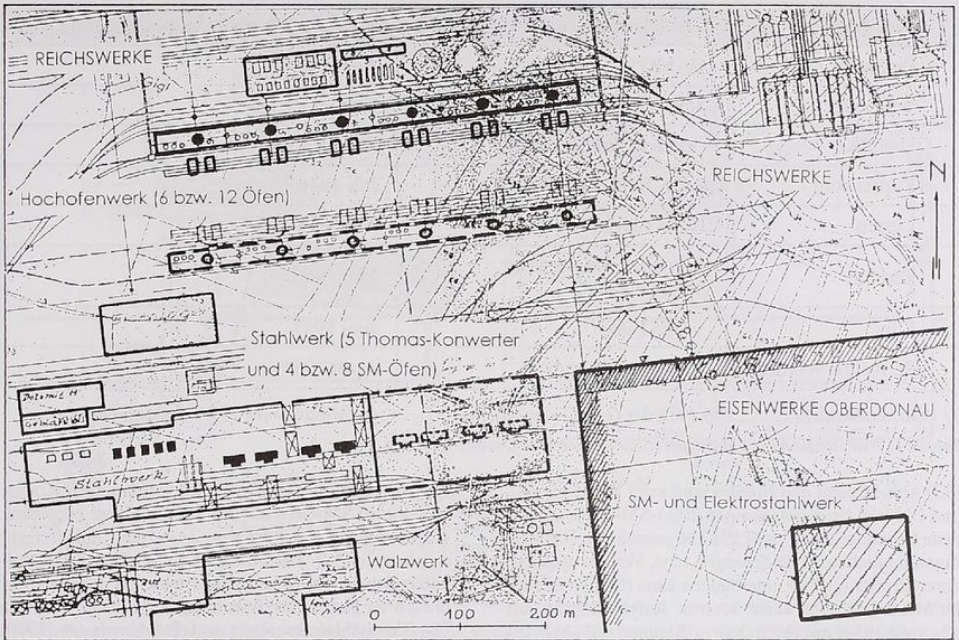 REICHSWERKE
Hochofenwerk (6 bzw. 12 Öfen)
REICHSWERKE
N
Stahlwerk (5 Thomas-Konwerter
und 4 bzw. 8 SM-Öfen)
EISENWERKE OBERDONAU
Stahlwerk
SM- und Elektrostahlwerk
Walzwerk
0 100 200 m